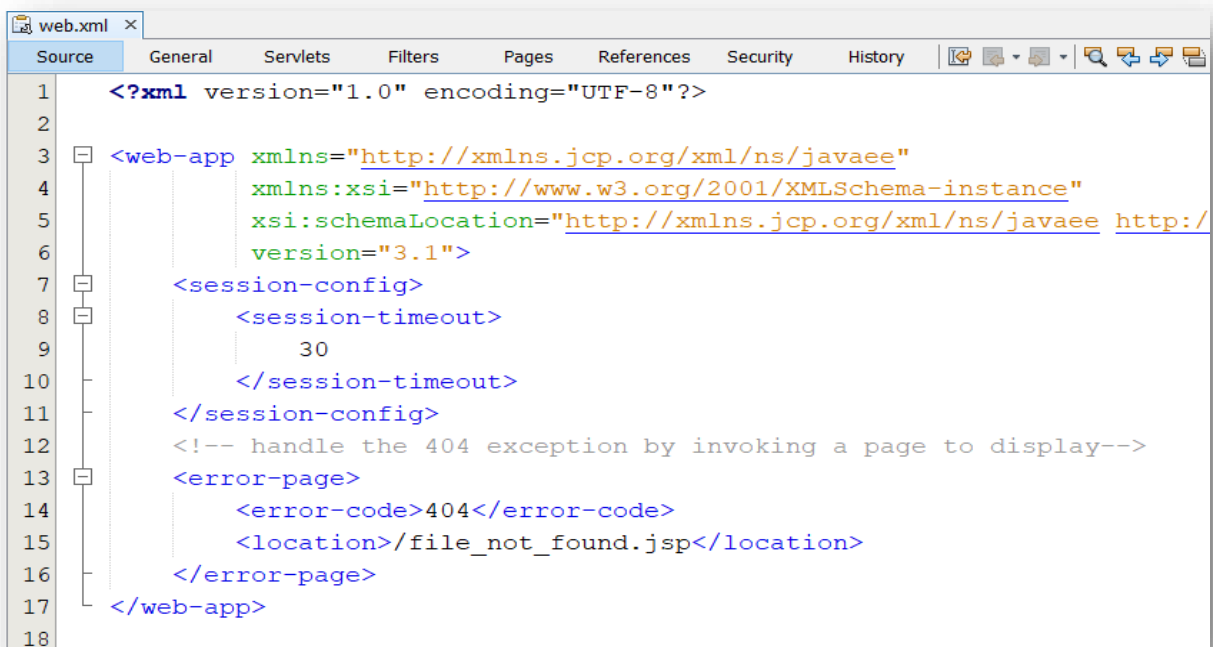 web.xml ×
Source General Servlets Filters Pages References Security History
1 <?xml version="1.0" encoding="UTF-8"?>
2
3 <web-app xmlns="http://xmlns.jcp.org/xml/ns/javaee"
4 xmlns:xsi="http://www.w3.org/2001/XMLSchema-instance"
5 xsi:schemaLocation="http://xmlns.jcp.org/xml/ns/javaee http:/
6 version="3.1">
7 <session-config>
8 <session-timeout>
9 30
10 </session-timeout>
11 </session-config>
12 <!-- handle the 404 exception by invoking a page to display-->
13 <error-page>
14 <error-code>404</error-code>
15 <location>/file_not_found.jsp</location>
16 </error-page>
17 </web-app>
18